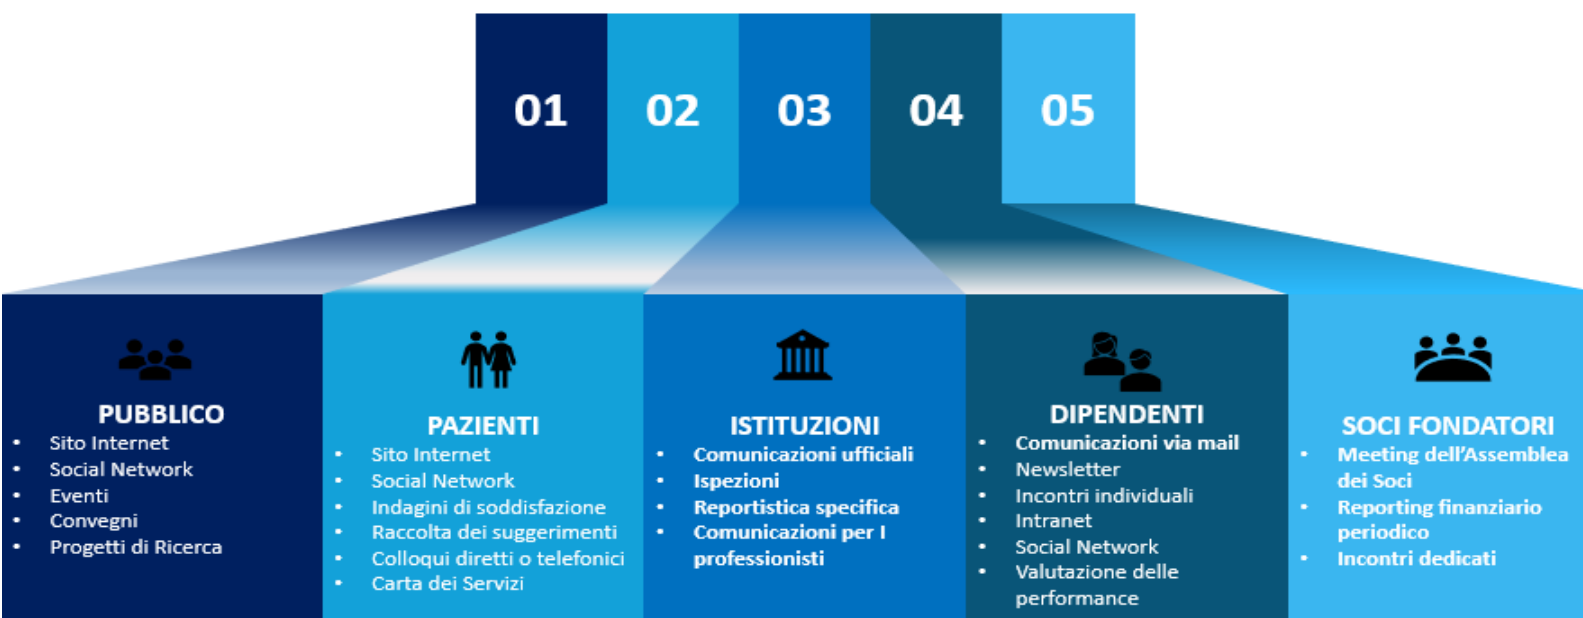 01
02
03
04
05
PUBBLICO
• Sito Internet
• Social Network
• Eventi
• Convegni
• Progetti di Ricerca
PAZIENTI
• Sito Internet
• Social Network
• Indagini di soddisfazione
• Raccolta dei suggerimenti
• Colloqui diretti o telefonici
• Carta dei Servizi
ISTITUZIONI
• Comunicazioni ufficiali
• Ispezioni
• Reportistica specifica
• Comunicazioni per I
professionisti
DIPENDENTI
• Comunicazioni via mail
• Newsletter
• Incontri individuali
• Intranet
• Social Network
• Valutazione delle
performance
SOCI FONDATORI
• Meeting dell’Assemblea
dei Soci
• Reporting finanziario
periodico
• Incontri dedicati